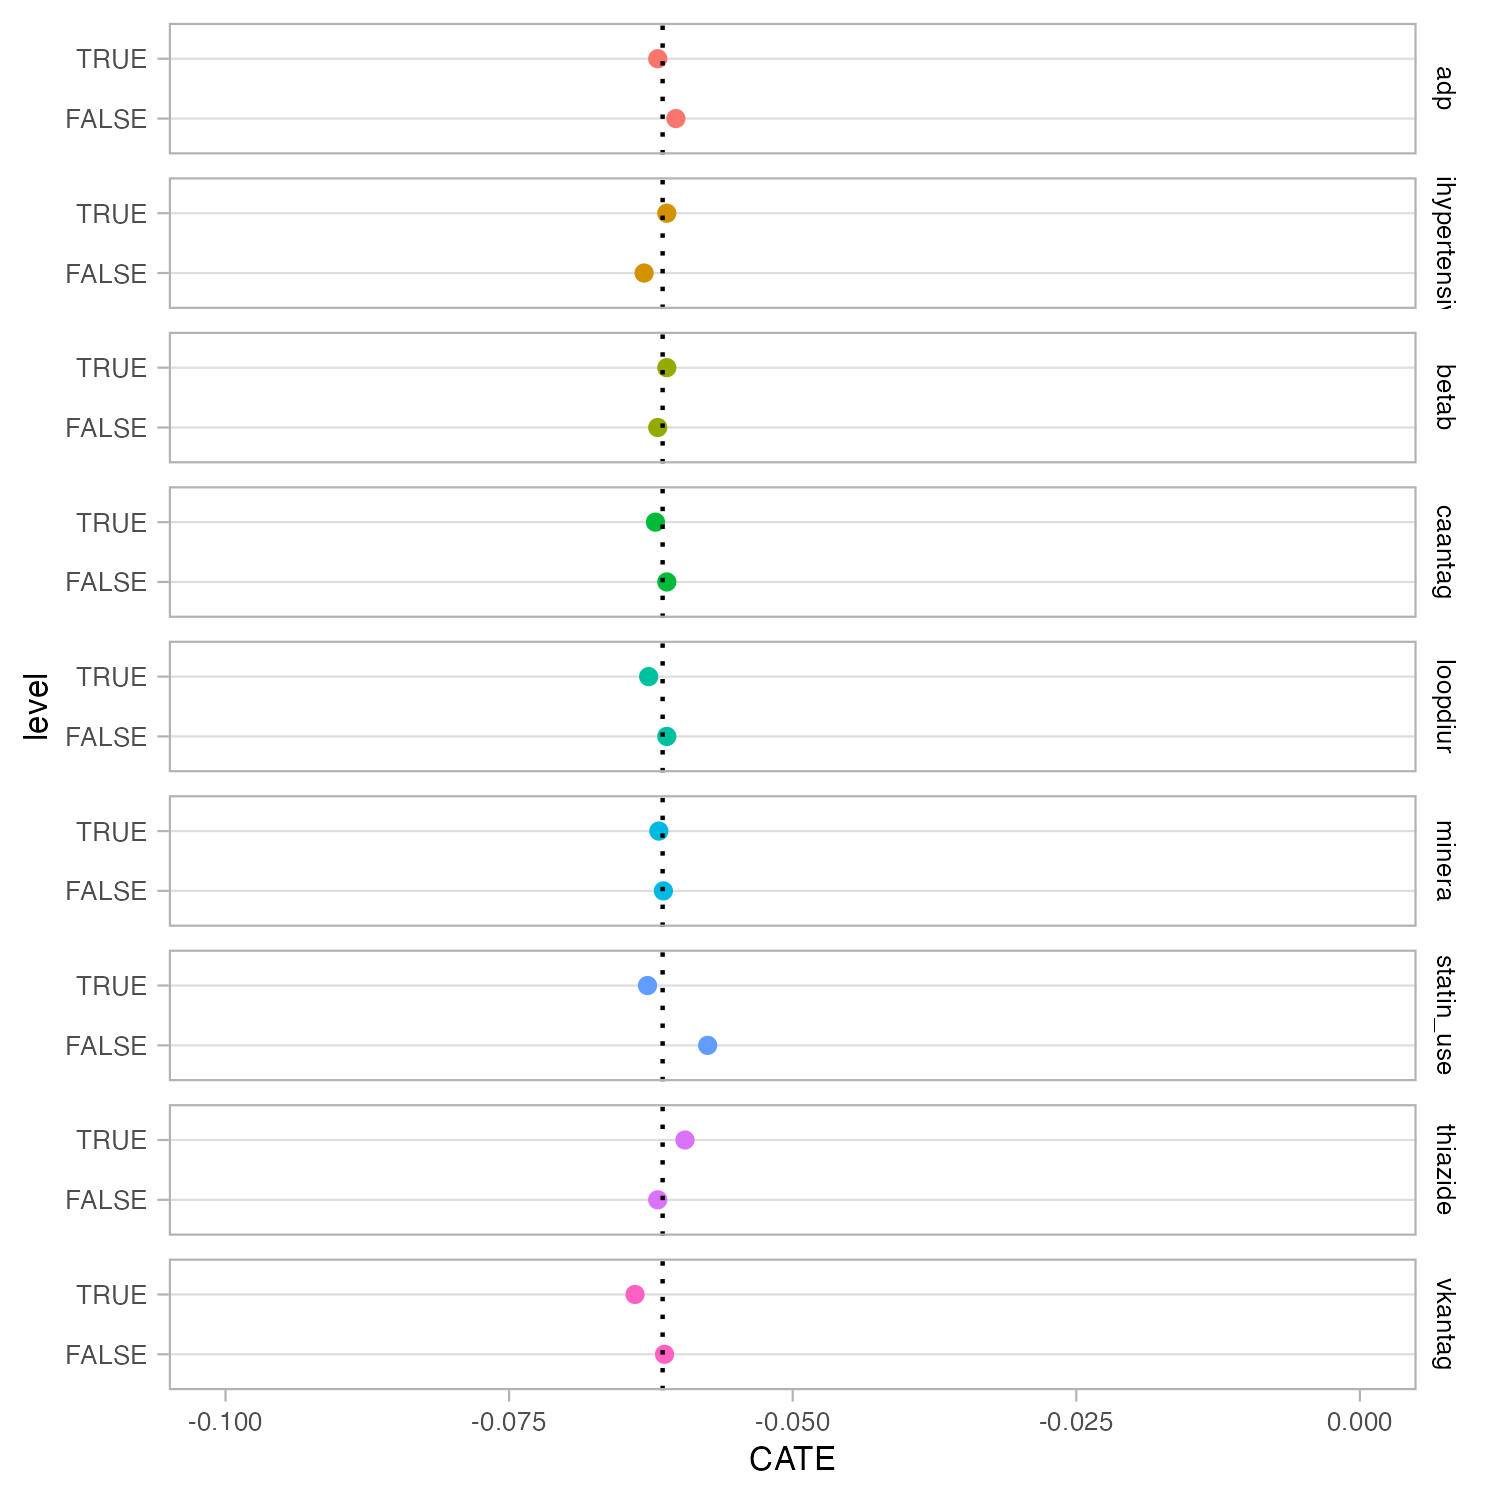 TRUE
FALSE
adp
TRUE
FALSE
ihypertensi
TRUE
FALSE
betab
TRUE
FALSE
caantag
level
TRUE
FALSE
loopdiur
TRUE
FALSE
minera
TRUE
FALSE
statin_use
TRUE
FALSE
thiazide
TRUE
FALSE
vkantag
-0.100 -0.075 -0.050 -0.025 0.000
CATE